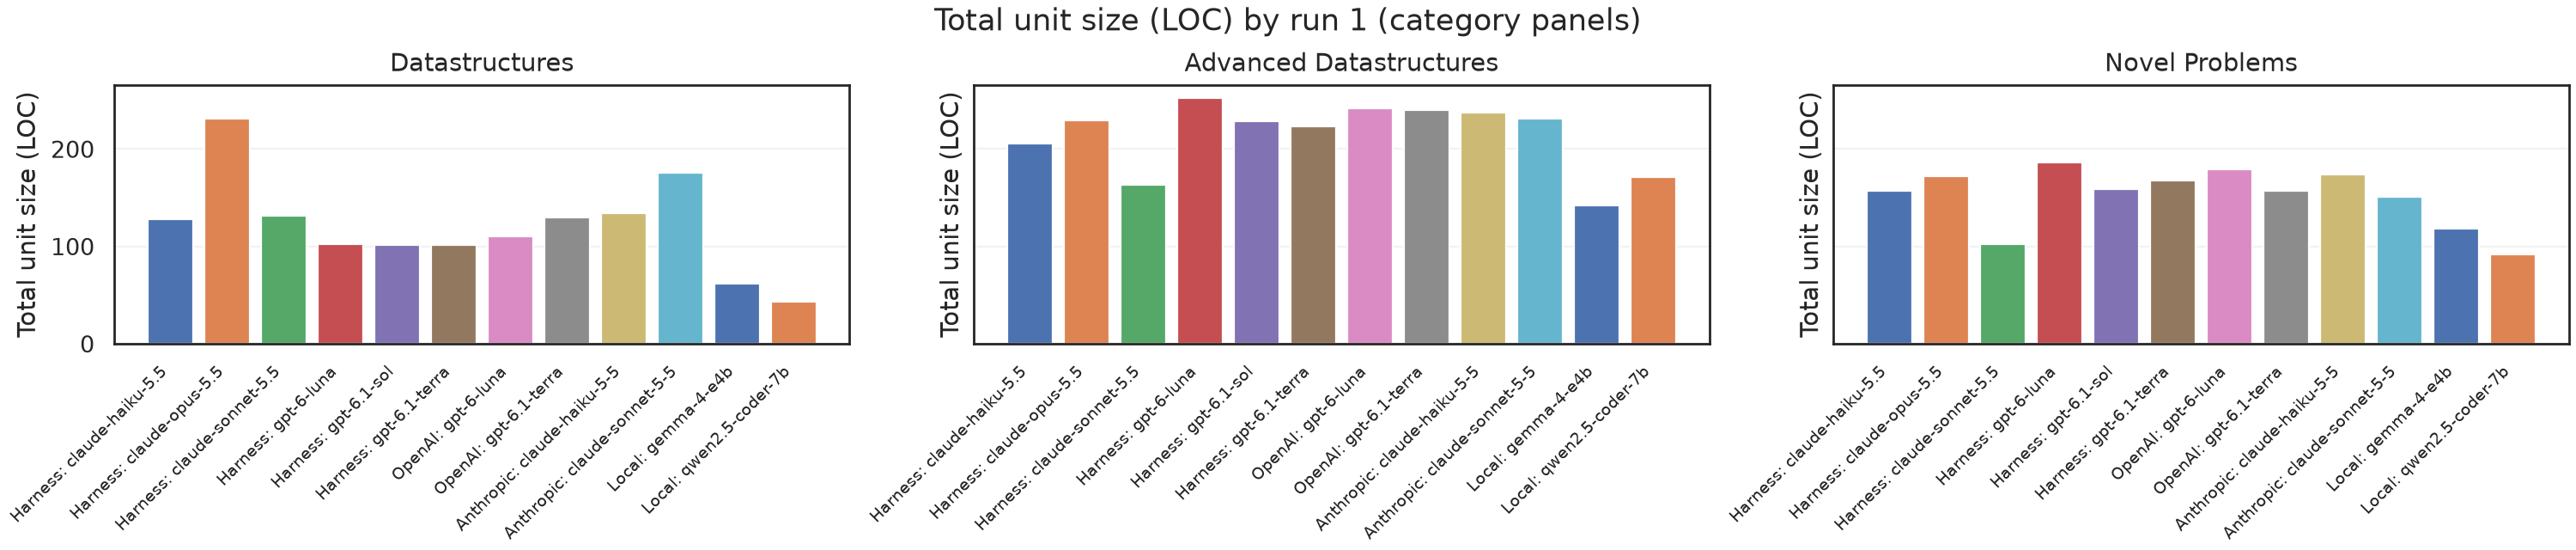 Total unit size (LOC) by run 1 (category panels)
Datastructures
Total unit size (LOC)
200
100
0
Harness: claude-haiku-5.5
Harness: claude-opus-5.5
Harness: claude-sonnet-5.5
Harness: gpt-6-luna
Harness: gpt-6.1-sol
Harness: gpt-6.1-terra
OpenAI: gpt-6-luna
OpenAI: gpt-6.1-terra
Anthropic: claude-haiku-5-5
Anthropic: claude-sonnet-5-5
Local: gemma-4-e4b
Local: qwen2.5-coder-7b
Advanced Datastructures
Total unit size (LOC)
Harness: claude-haiku-5.5
Harness: claude-opus-5.5
Harness: claude-sonnet-5.5
Harness: gpt-6-luna
Harness: gpt-6.1-sol
Harness: gpt-6.1-terra
OpenAI: gpt-6-luna
OpenAI: gpt-6.1-terra
Anthropic: claude-haiku-5-5
Anthropic: claude-sonnet-5-5
Local: gemma-4-e4b
Local: qwen2.5-coder-7b
Novel Problems
Total unit size (LOC)
Harness: claude-haiku-5.5
Harness: claude-opus-5.5
Harness: claude-sonnet-5.5
Harness: gpt-6-luna
Harness: gpt-6.1-sol
Harness: gpt-6.1-terra
OpenAI: gpt-6-luna
OpenAI: gpt-6.1-terra
Anthropic: claude-haiku-5-5
Anthropic: claude-sonnet-5-5
Local: gemma-4-e4b
Local: qwen2.5-coder-7b